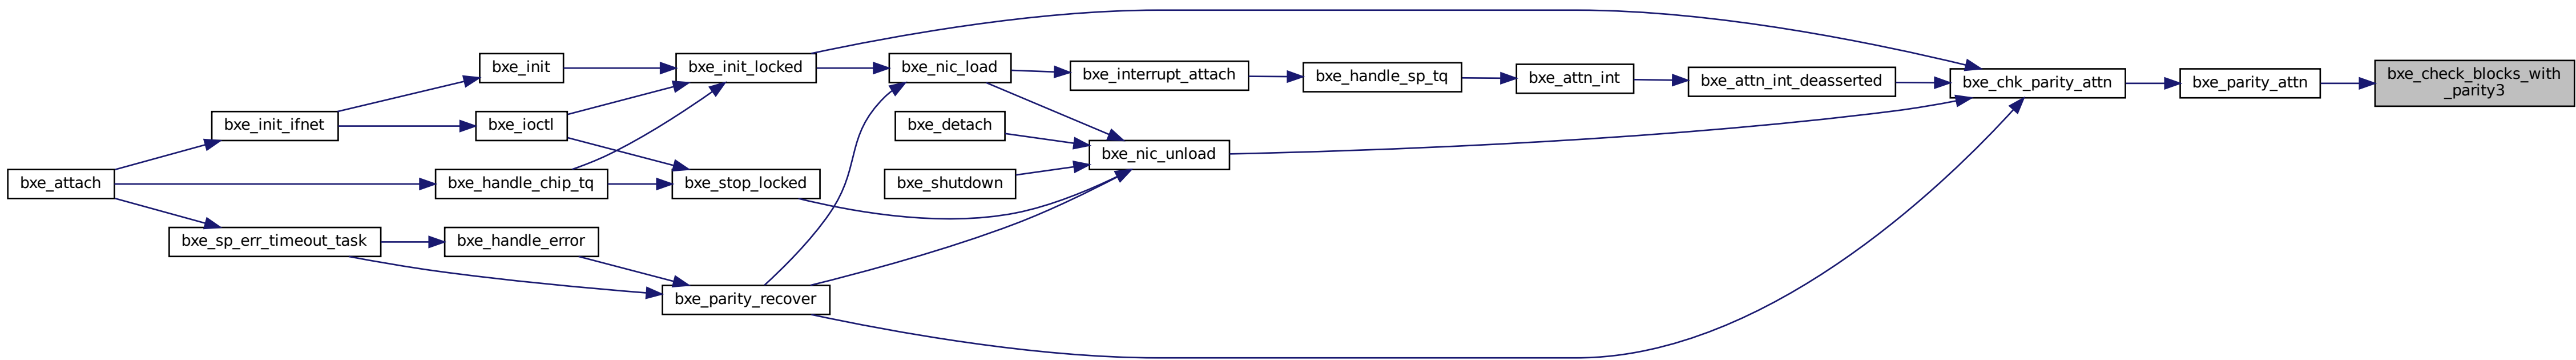 bxe_attach
bxe_init_ifnet
bxe_sp_err_timeout_task
bxe_init
bxe_ioctl
bxe_handle_chip_tq
bxe_handle_error
bxe_init_locked
bxe_stop_locked
bxe_parity_recover
bxe_nic_load
bxe_detach
bxe_shutdown
bxe_interrupt_attach
bxe_nic_unload
bxe_handle_sp_tq
bxe_attn_int
bxe_attn_int_deasserted
bxe_chk_parity_attn
bxe_parity_attn
bxe_check_blocks_with
_parity3